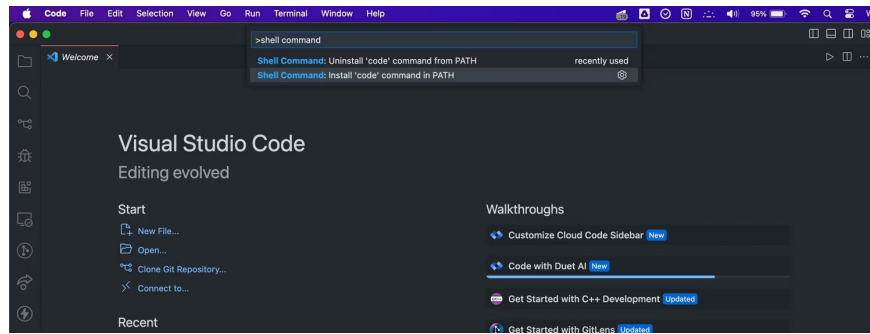 Code File Edit Selection View Go Run Terminal Window Help 95%
Welcome
>shell command
Shell Command: Uninstall 'code' command from PATH recently used
Shell Command: Install 'code' command in PATH
Visual Studio Code
Editing evolved
Start
New File...
Open...
Clone Git Repository...
Connect to...
Recent
Walkthroughs
Customize Cloud Code Sidebar New
Code with Duet AI New
Get Started with C++ Development Updated
Get Started with GitLens Updated